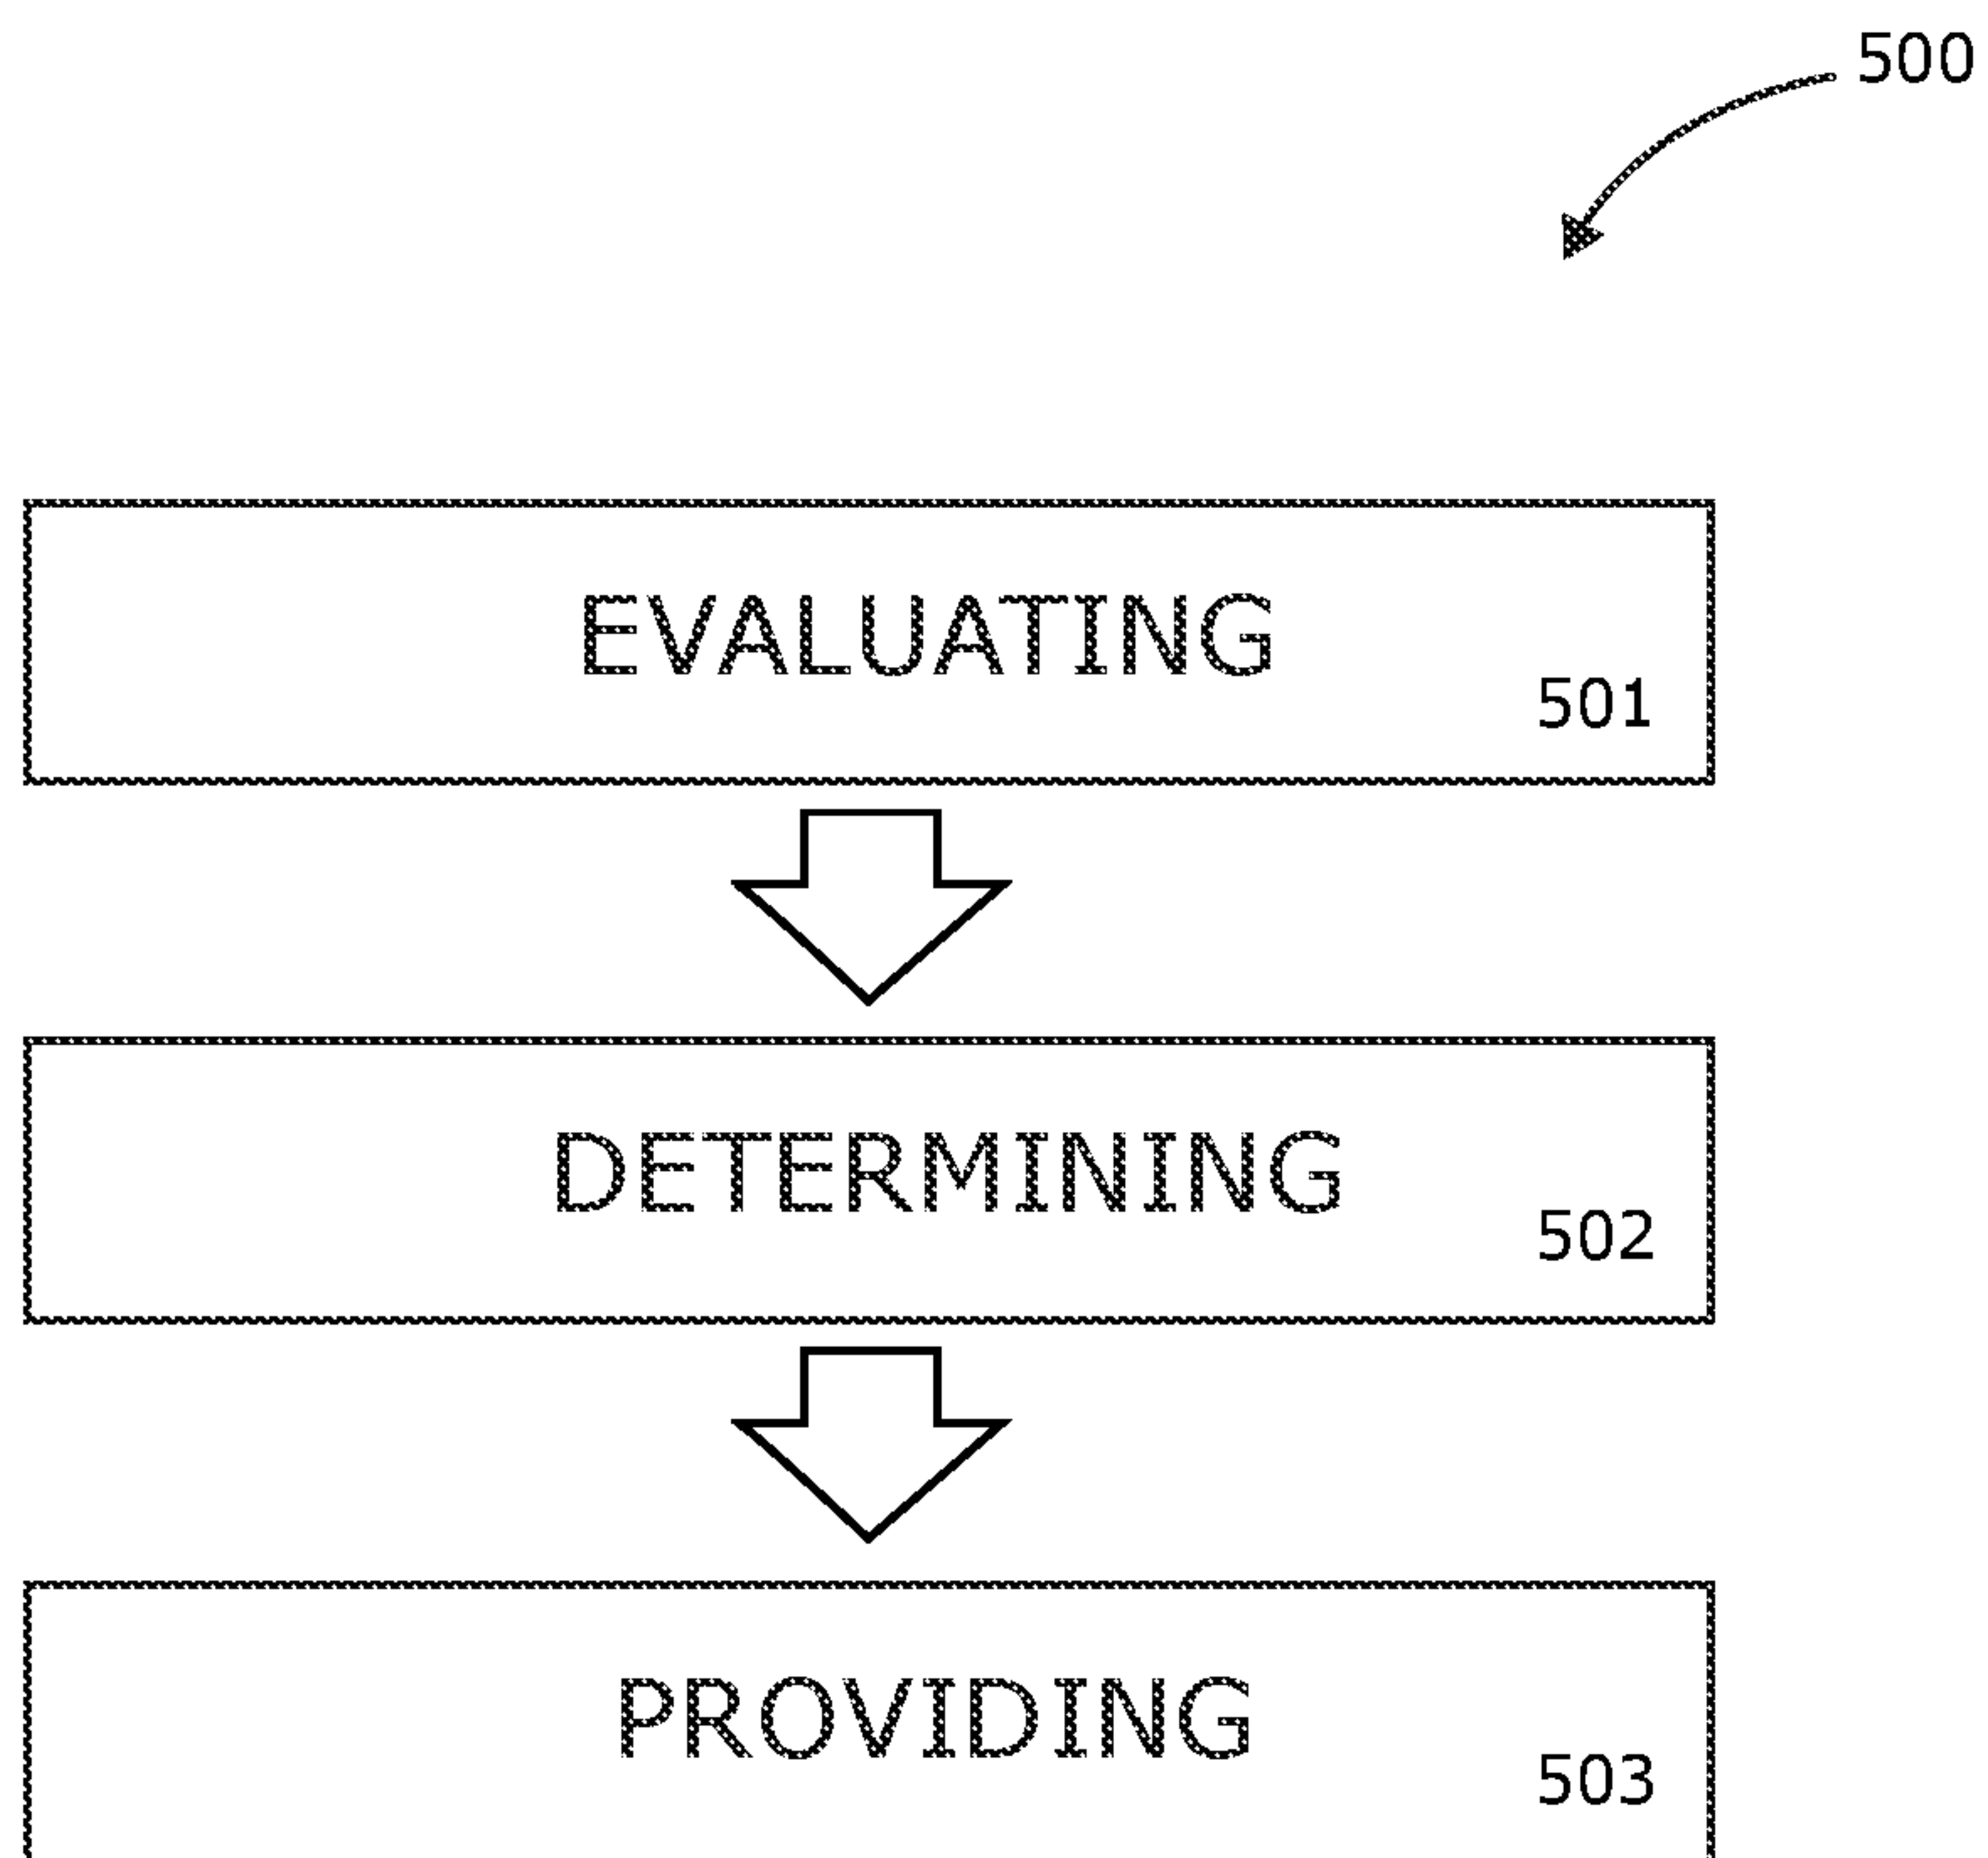 500
EVALUATING
501
DETERMINING
502
PROVIDING
503